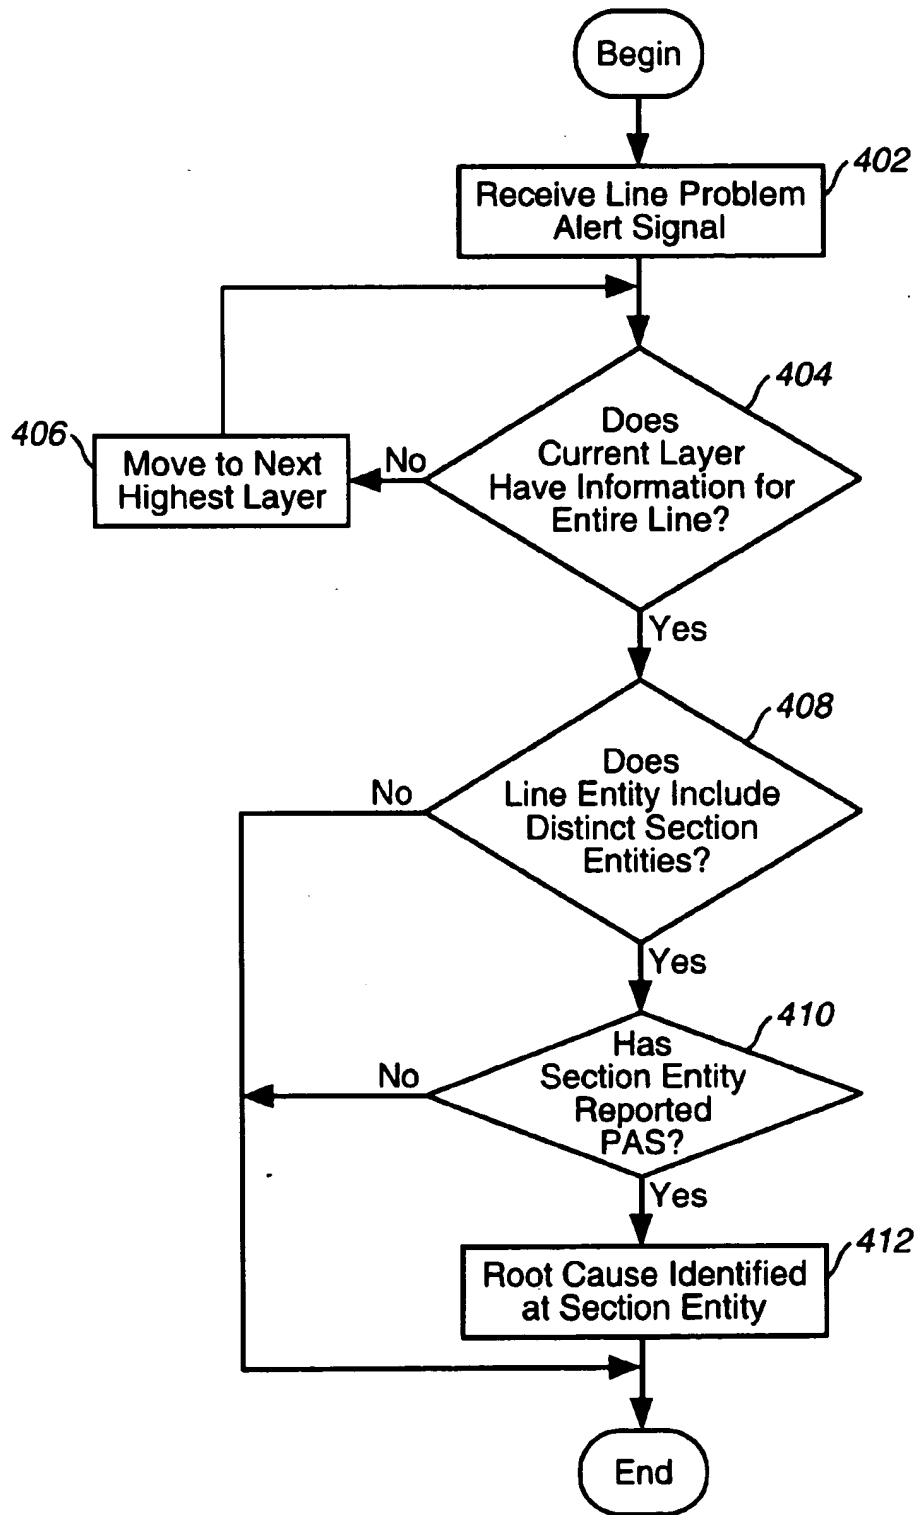 Begin
402
Receive Line Problem
Alert Signal
404
Does
Current Layer
Have Information for
Entire Line?
No
406
Move to Next
Highest Layer
Yes
408
Does
Line Entity Include
Distinct Section
Entities?
No
Yes
410
Has
Section Entity
Reported
PAS?
No
Yes
412
Root Cause Identified
at Section Entity
End